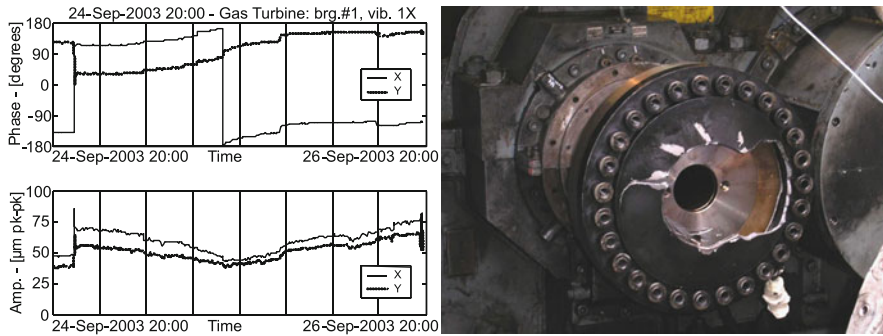 24-Sep-2003 20:00 - Gas Turbine: brg.#1, vib. 1X
Phase - [degrees]
180
90
0
-90
-180
X
Y
24-Sep-2003 20:00 Time 26-Sep-2003 20:00
Amp. - [µm pk-pk]
100
75
50
25
0
X
Y
24-Sep-2003 20:00 Time 26-Sep-2003 20:00